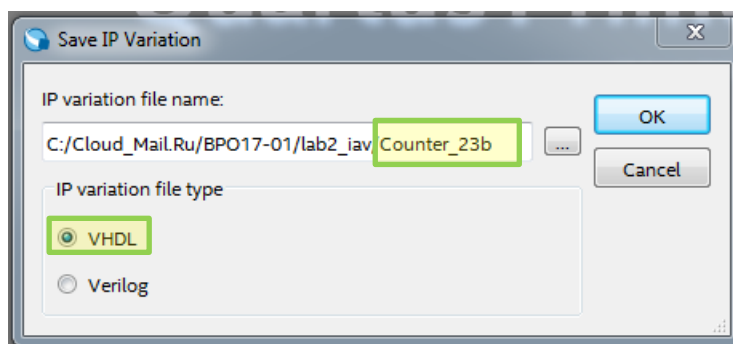 Save IP Variation
IP variation file name:
C:/Cloud_Mail.Ru/BPO17-01/lab2_iav/Counter_23b
...
OK
Cancel
IP variation file type
VHDL
Verilog